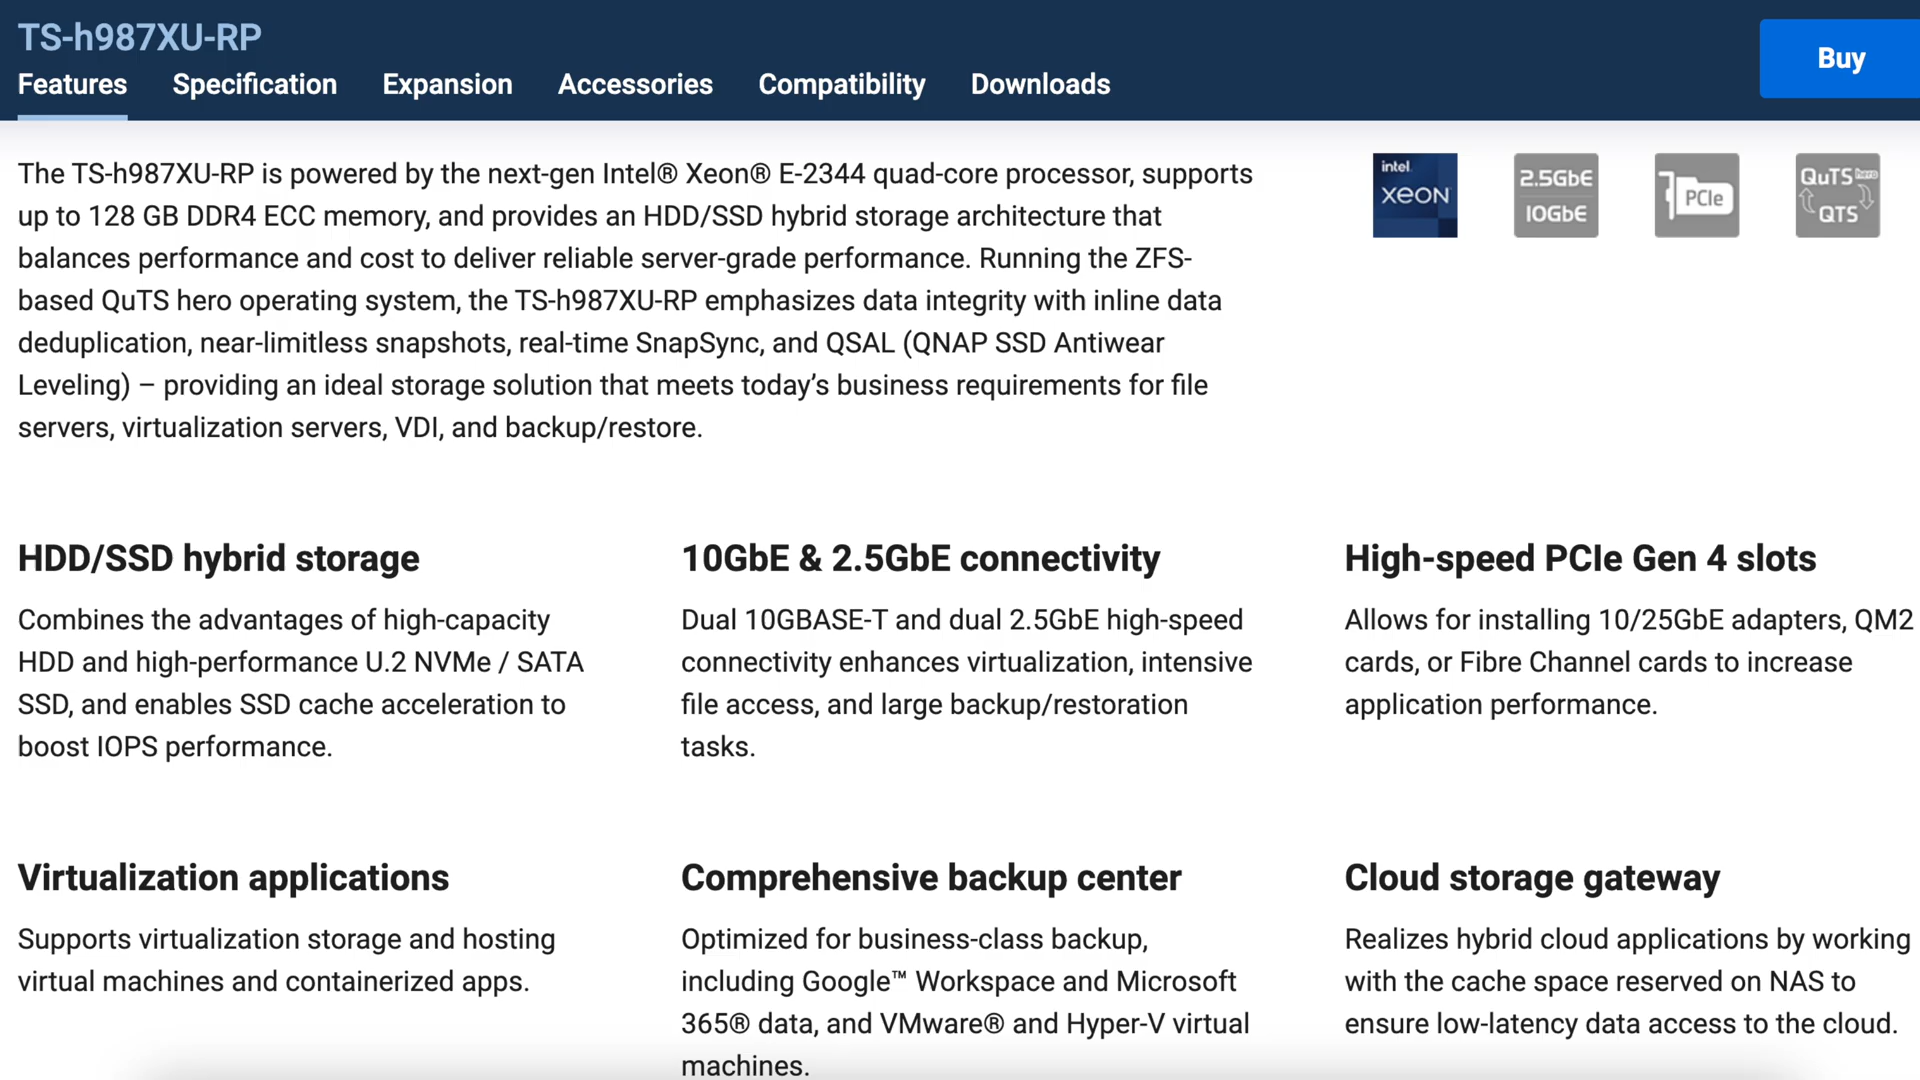 TS-h987XU-RP
Buy
Features Specification Expansion Accessories Compatibility Downloads
The TS-h987XU-RP is powered by the next-gen Intel® Xeon® E-2344 quad-core processor, supports
up to 128 GB DDR4 ECC memory, and provides an HDD/SSD hybrid storage architecture that
balances performance and cost to deliver reliable server-grade performance. Running the ZFS-
based QuTS hero operating system, the TS-h987XU-RP emphasizes data integrity with inline data
deduplication, near-limitless snapshots, real-time SnapSync, and QSAL (QNAP SSD Antiwear
Leveling) – providing an ideal storage solution that meets today’s business requirements for file
servers, virtualization servers, VDI, and backup/restore.
intel
xeon
2.5GbE
10GbE
PCIe
QuTS hero
QTS
HDD/SSD hybrid storage
Combines the advantages of high-capacity
HDD and high-performance U.2 NVMe / SATA
SSD, and enables SSD cache acceleration to
boost IOPS performance.
10GbE & 2.5GbE connectivity
Dual 10GBASE-T and dual 2.5GbE high-speed
connectivity enhances virtualization, intensive
file access, and large backup/restoration
tasks.
High-speed PCIe Gen 4 slots
Allows for installing 10/25GbE adapters, QM2
cards, or Fibre Channel cards to increase
application performance.
Virtualization applications
Supports virtualization storage and hosting
virtual machines and containerized apps.
Comprehensive backup center
Optimized for business-class backup,
including Google™ Workspace and Microsoft
365® data, and VMware® and Hyper-V virtual
machines.
Cloud storage gateway
Realizes hybrid cloud applications by working
with the cache space reserved on NAS to
ensure low-latency data access to the cloud.